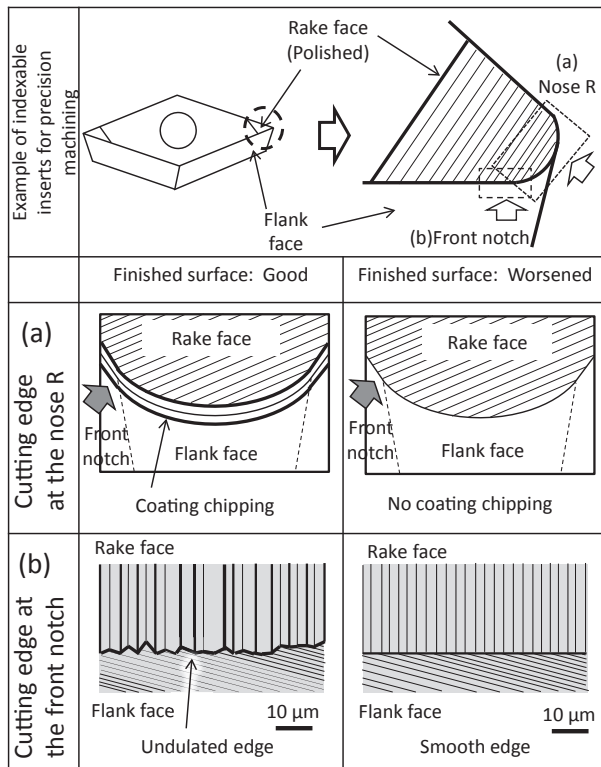 Example of indexable
inserts for precision
machining
Rake face
(Polished)
Flank
face
Rake face
(a)
Nose R
(b)Front notch
Finished surface: Good
Finished surface: Worsened
(a)
Cutting edge
at the nose R
Rake face
Front
notch
Flank face
Coating chipping
Rake face
Front
notch
Flank face
No coating chipping
(b)
Cutting edge at
the front notch
Rake face
Flank face
10 µm
Undulated edge
Rake face
Flank face
10 µm
Smooth edge